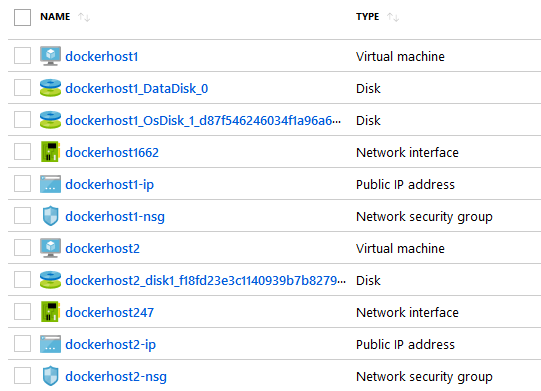 NAME TYPE
dockerhost1 Virtual machine
dockerhost1_DataDisk_0 Disk
dockerhost1_OsDisk_1_d87f546246034f1a96a6··· Disk
dockerhost1662 Network interface
dockerhost1-ip Public IP address
dockerhost1-nsg Network security group
dockerhost2 Virtual machine
dockerhost2_disk1_f18fd23e3c1140939b7b8279··· Disk
dockerhost247 Network interface
dockerhost2-ip Public IP address
dockerhost2-nsg Network security group